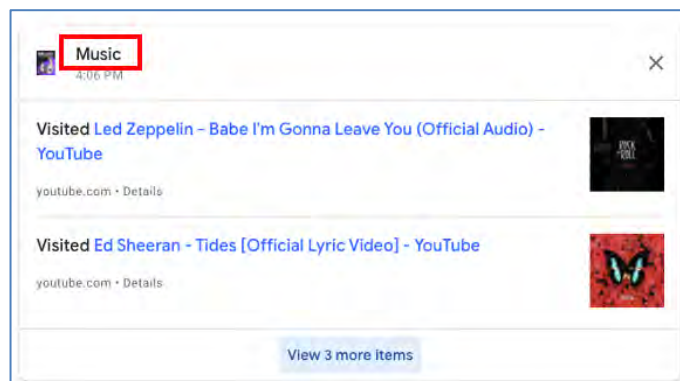 Music
4:06 PM
Visited Led Zeppelin – Babe I'm Gonna Leave You (Official Audio) -
YouTube
youtube.com • Details
Visited Ed Sheeran - Tides [Official Lyric Video] - YouTube
youtube.com • Details
View 3 more items